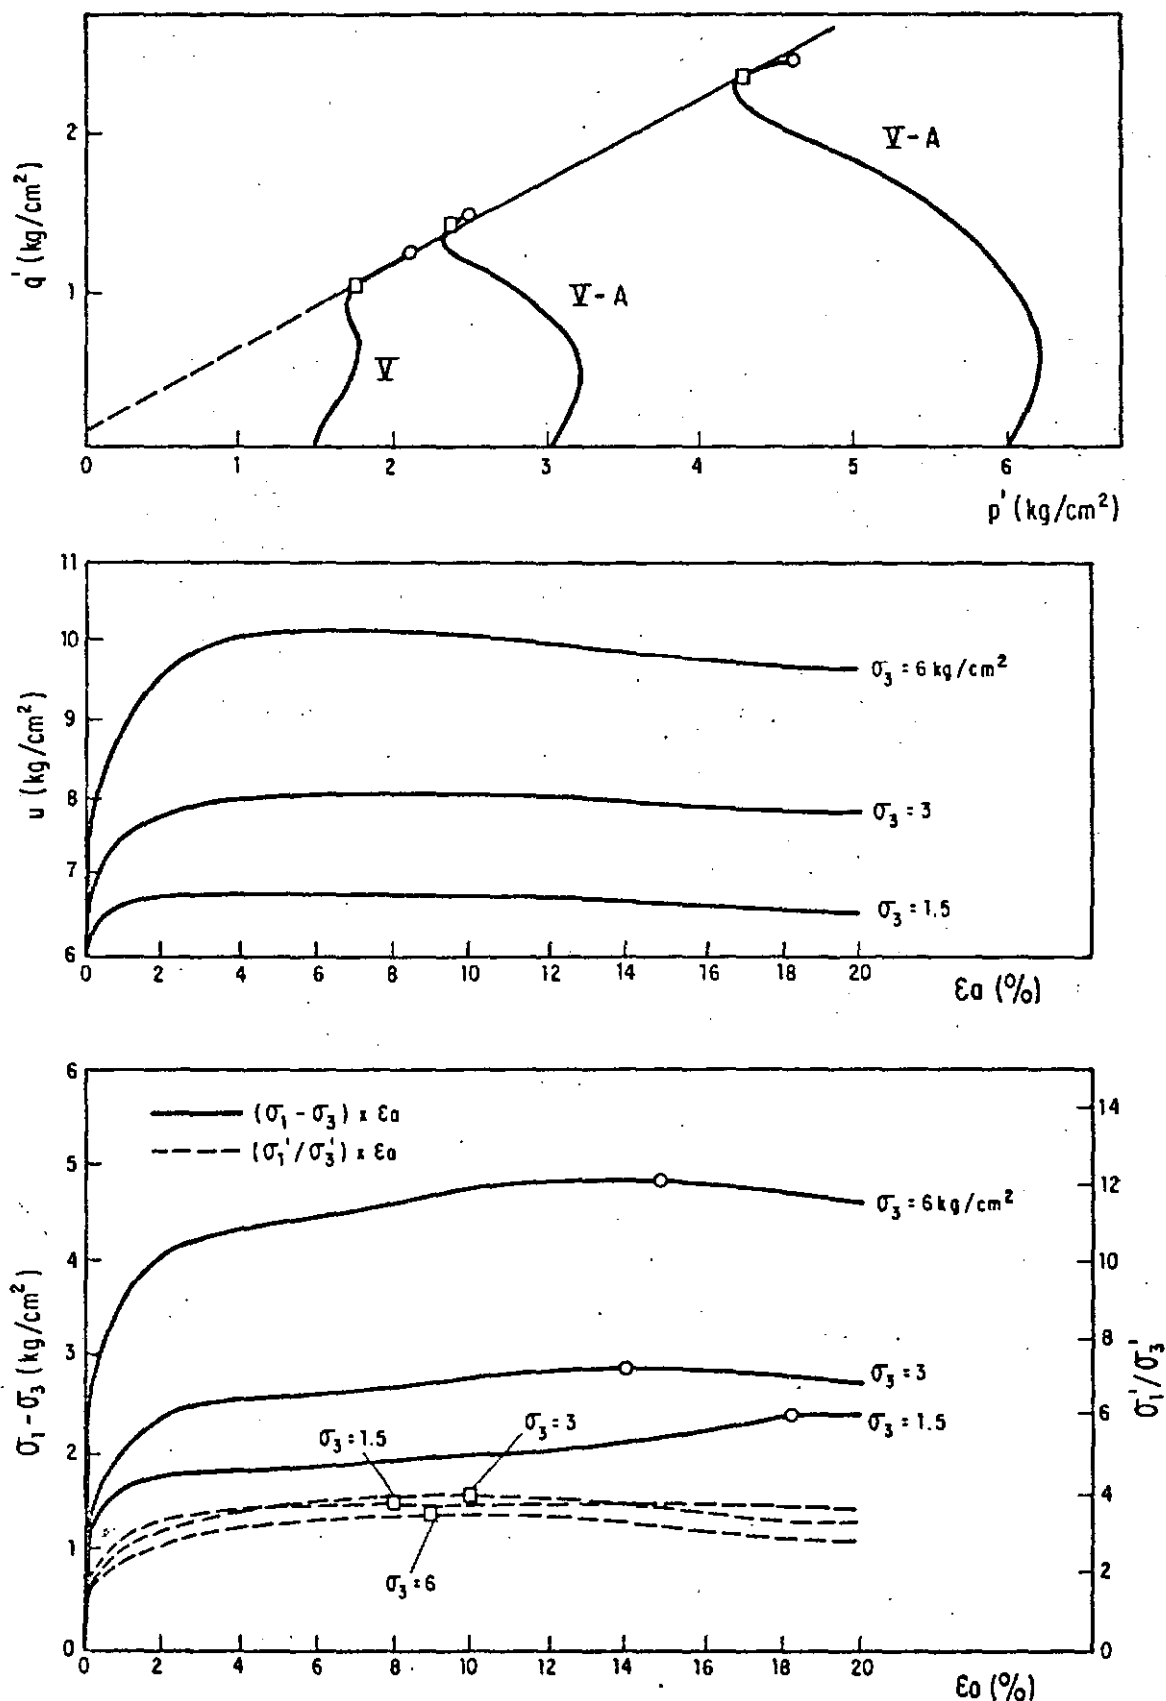 q' (kg/cm²)
2
1
V-A
V-A
V
0 1 2 3 4 5 6
p' (kg/cm²)
u (kg/cm²)
11
10
9
8
7
6
σ₃ = 6 kg/cm²
σ₃ = 3
σ₃ = 1.5
0 2 4 6 8 10 12 14 16 18 20
εa (%)
σ₁ - σ₃ (kg/cm²)
6
5
4
3
2
1
0
(σ₁ - σ₃) x εa
(σ₁'/σ₃') x εa
σ₃ = 6 kg/cm²
σ₃ = 3
σ₃ = 1.5
σ₃ = 3
σ₃ = 1.5
σ₃ = 6
14
12
10
8
6
4
2
0
σ₁'/σ₃'
0 2 4 6 8 10 12 14 16 18 20
εa (%)